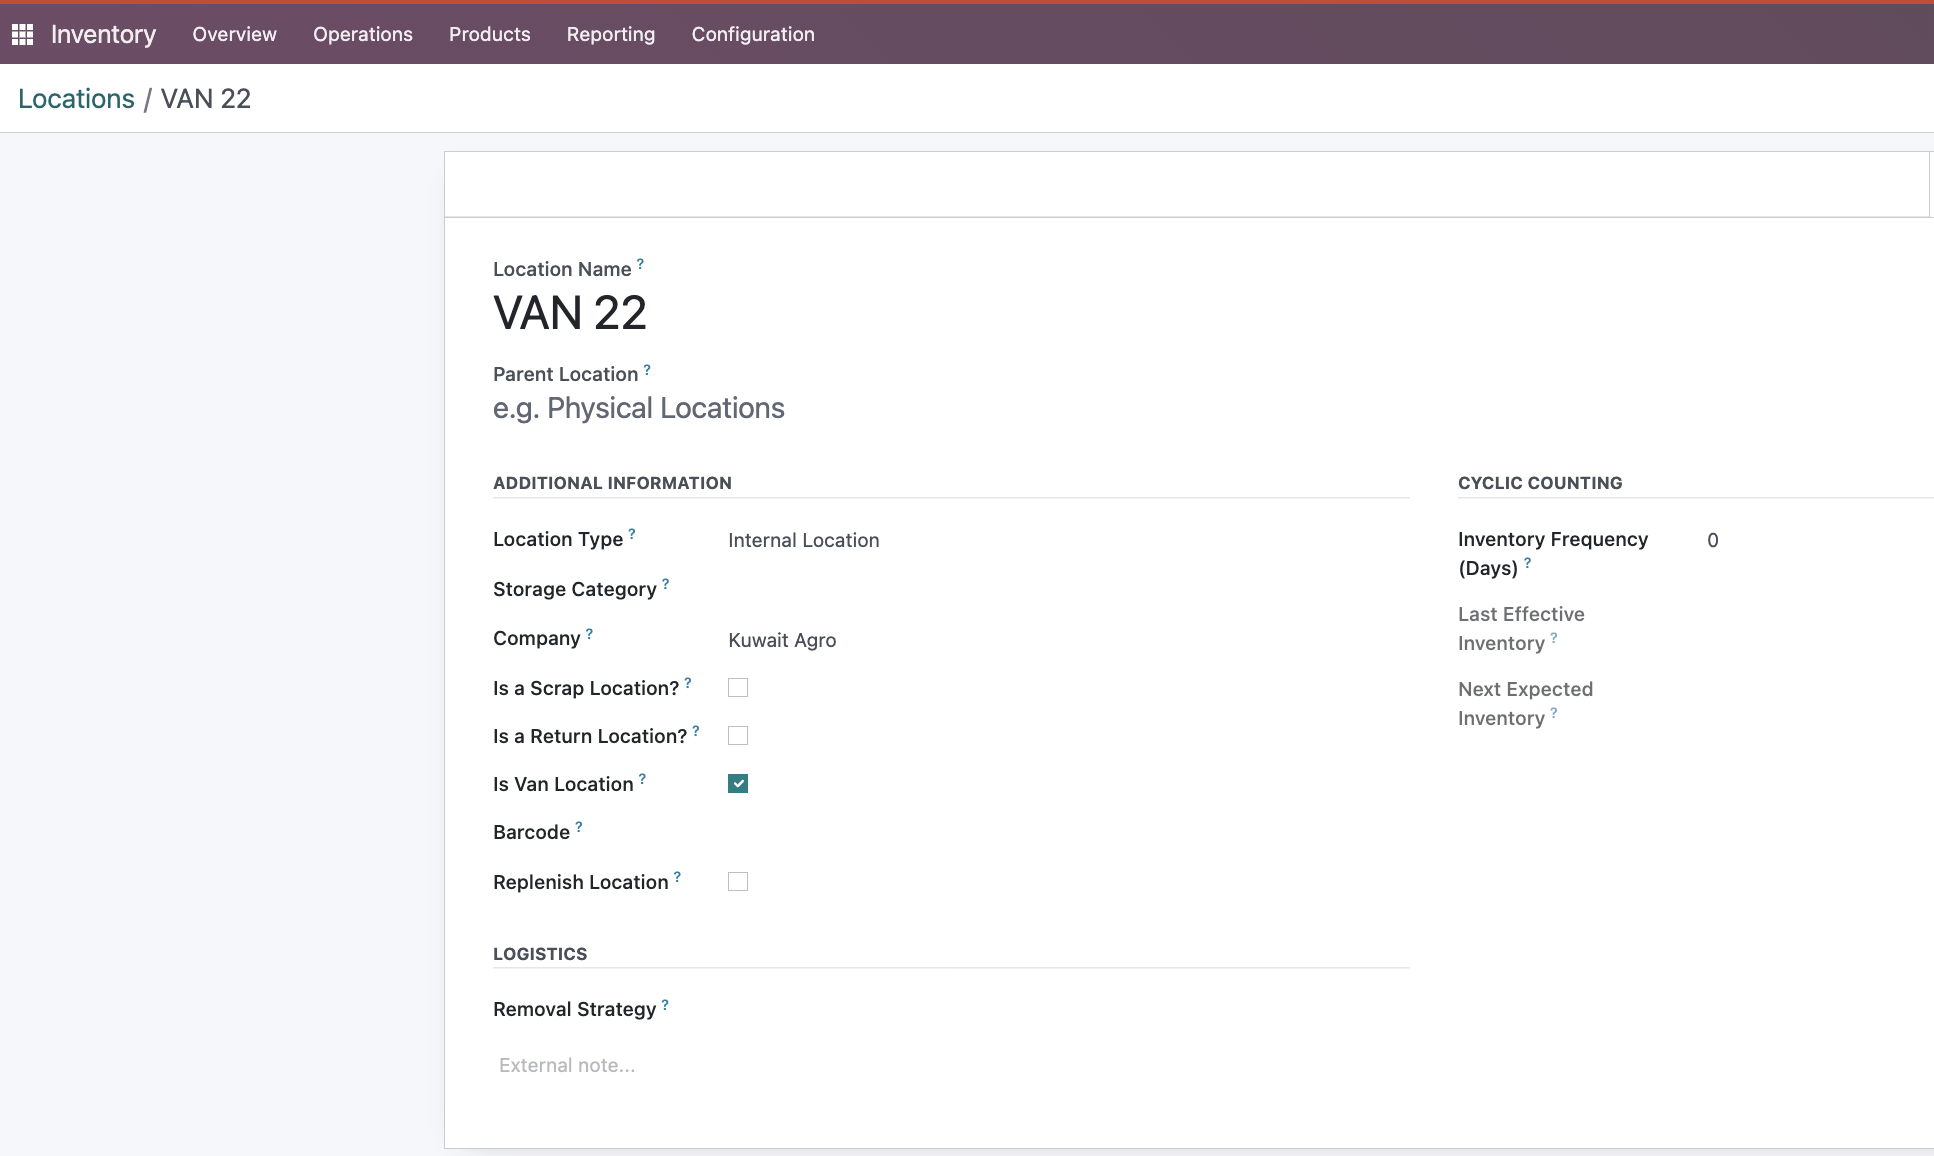 Inventory Overview Operations Products Reporting Configuration
Locations / VAN 22
Location Name ?
VAN 22
Parent Location ?
e.g. Physical Locations
ADDITIONAL INFORMATION
Location Type ? Internal Location
Storage Category ?
Company ? Kuwait Agro
Is a Scrap Location? ?
Is a Return Location? ?
Is Van Location ?
Barcode ?
Replenish Location ?
CYCLIC COUNTING
Inventory Frequency 0
(Days) ?
Last Effective
Inventory ?
Next Expected
Inventory ?
LOGISTICS
Removal Strategy ?
External note...